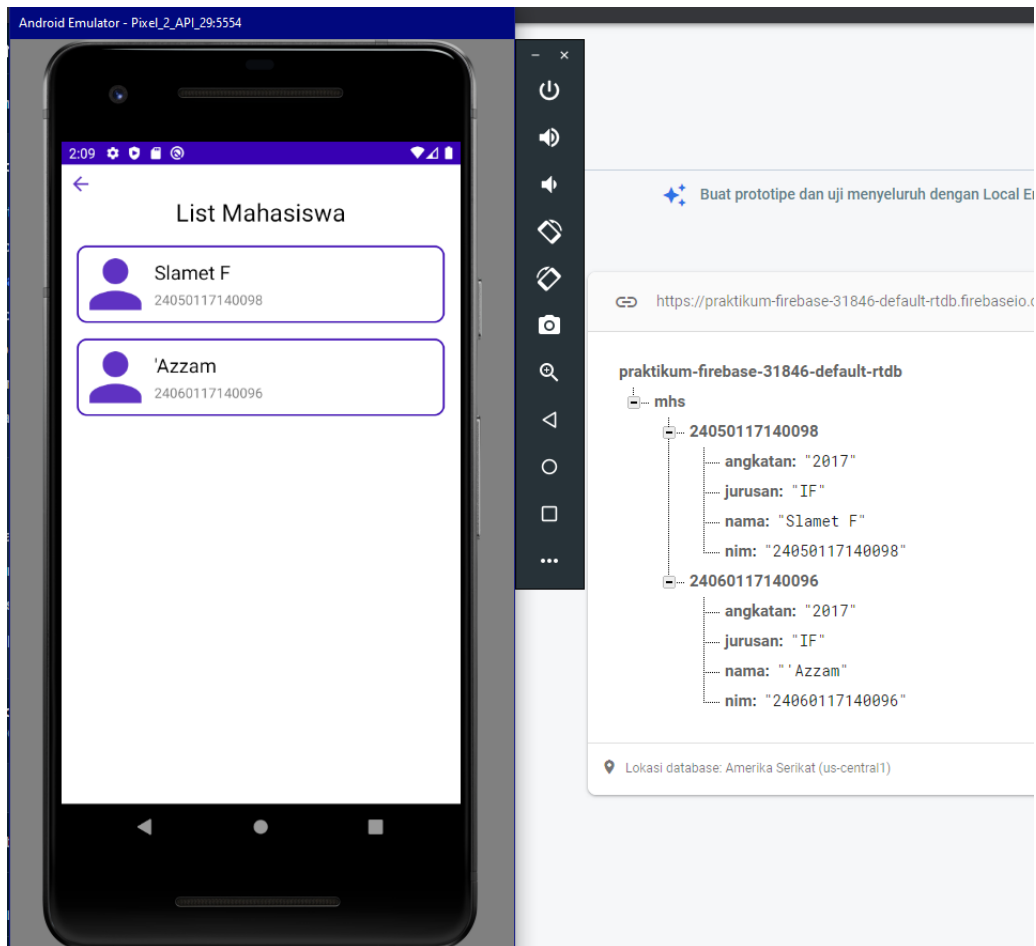 Android Emulator - Pixel_2_API_29:5554
2:09
List Mahasiswa
Slamet F
24050117140098
'Azzam
24060117140096
Buat prototipe dan uji menyeluruh dengan Local
https://praktikum-firebase-31846-default-rtdb.firebaseio.
praktikum-firebase-31846-default-rtdb
mhs
24050117140098
angkatan: "2017"
jurusan: "IF"
nama: "Slamet F"
nim: "24050117140098"
24060117140096
angkatan: "2017"
jurusan: "IF"
nama: "'Azzam"
nim: "24060117140096"
Lokasi database: Amerika Serikat (us-central1)